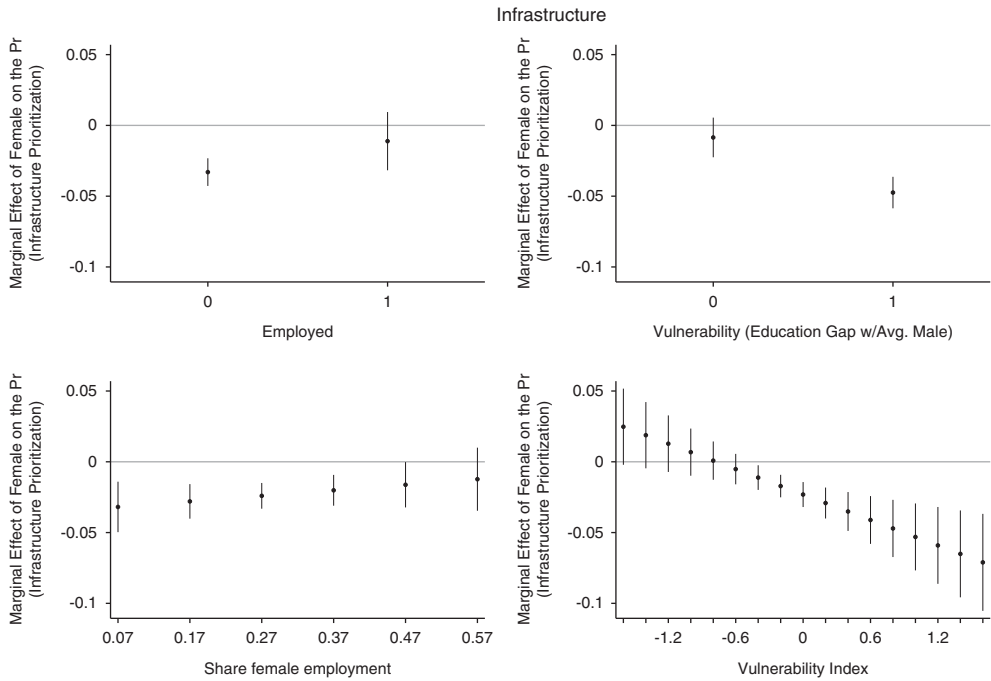 Infrastructure
Marginal Effect of Female on the Pr
(Infrastructure Prioritization)
0.05
0
-0.05
-0.1
0
1
Employed
Marginal Effect of Female on the Pr
(Infrastructure Prioritization)
0.05
0
-0.05
-0.1
0
1
Vulnerability (Education Gap w/Avg. Male)
Marginal Effect of Female on the Pr
(Infrastructure Prioritization)
0.05
0
-0.05
-0.1
0.07
0.17
0.27
0.37
0.47
0.57
Share female employment
Marginal Effect of Female on the Pr
(Infrastructure Prioritization)
0.05
0
-0.05
-0.1
-1.2
-0.6
0
0.6
1.2
Vulnerability Index